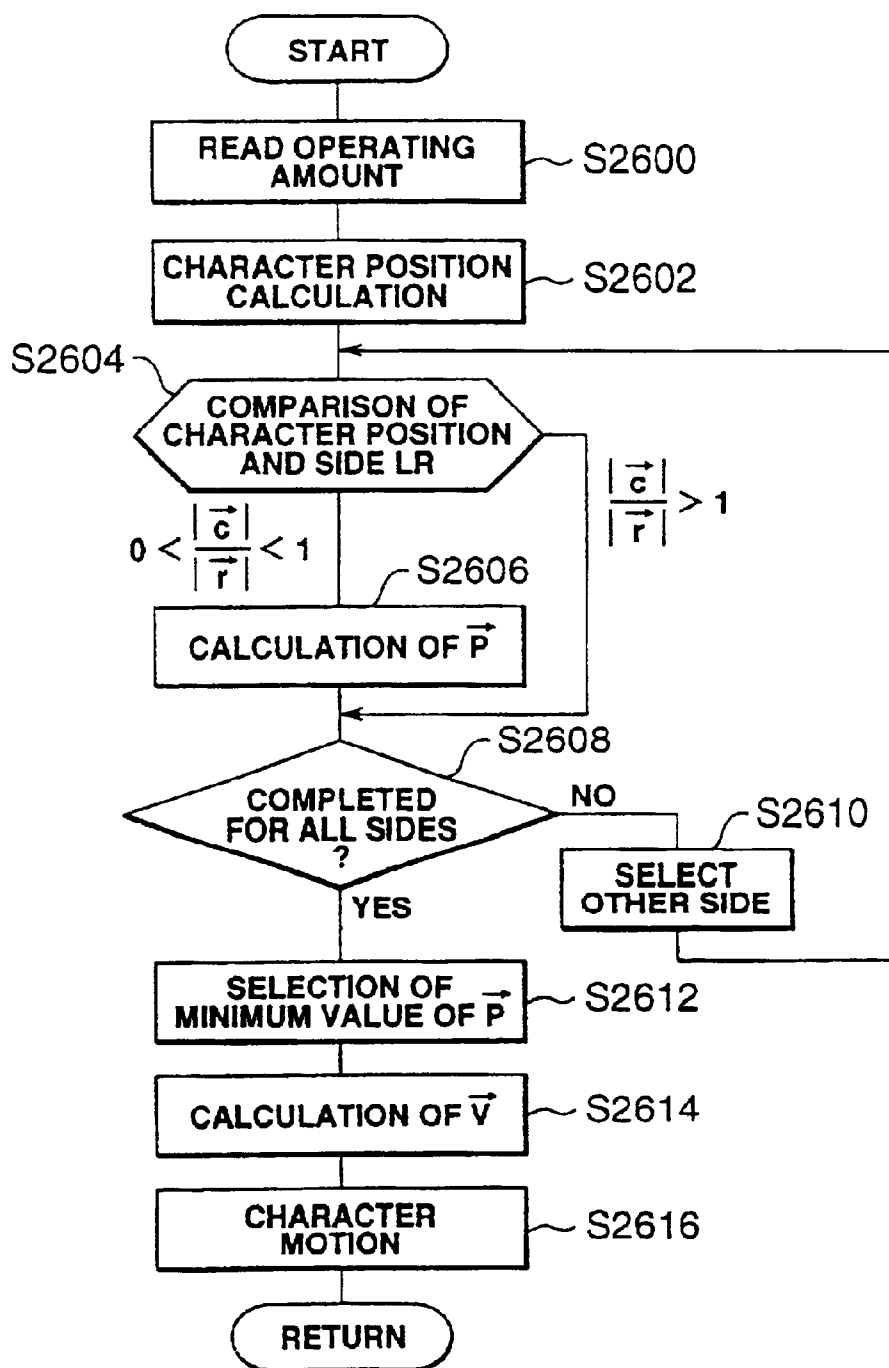 START
READ OPERATING
AMOUNT
S2600
CHARACTER POSITION
CALCULATION
S2602
S2604
COMPARISON OF
CHARACTER POSITION
AND SIDE LR
0 < |c⃗| / |r⃗| < 1
|c⃗| / |r⃗| > 1
S2606
CALCULATION OF P⃗
S2608
COMPLETED
FOR ALL SIDES
?
NO
YES
S2610
SELECT
OTHER SIDE
SELECTION OF
MINIMUM VALUE OF P⃗
S2612
CALCULATION OF V⃗
S2614
CHARACTER
MOTION
S2616
RETURN